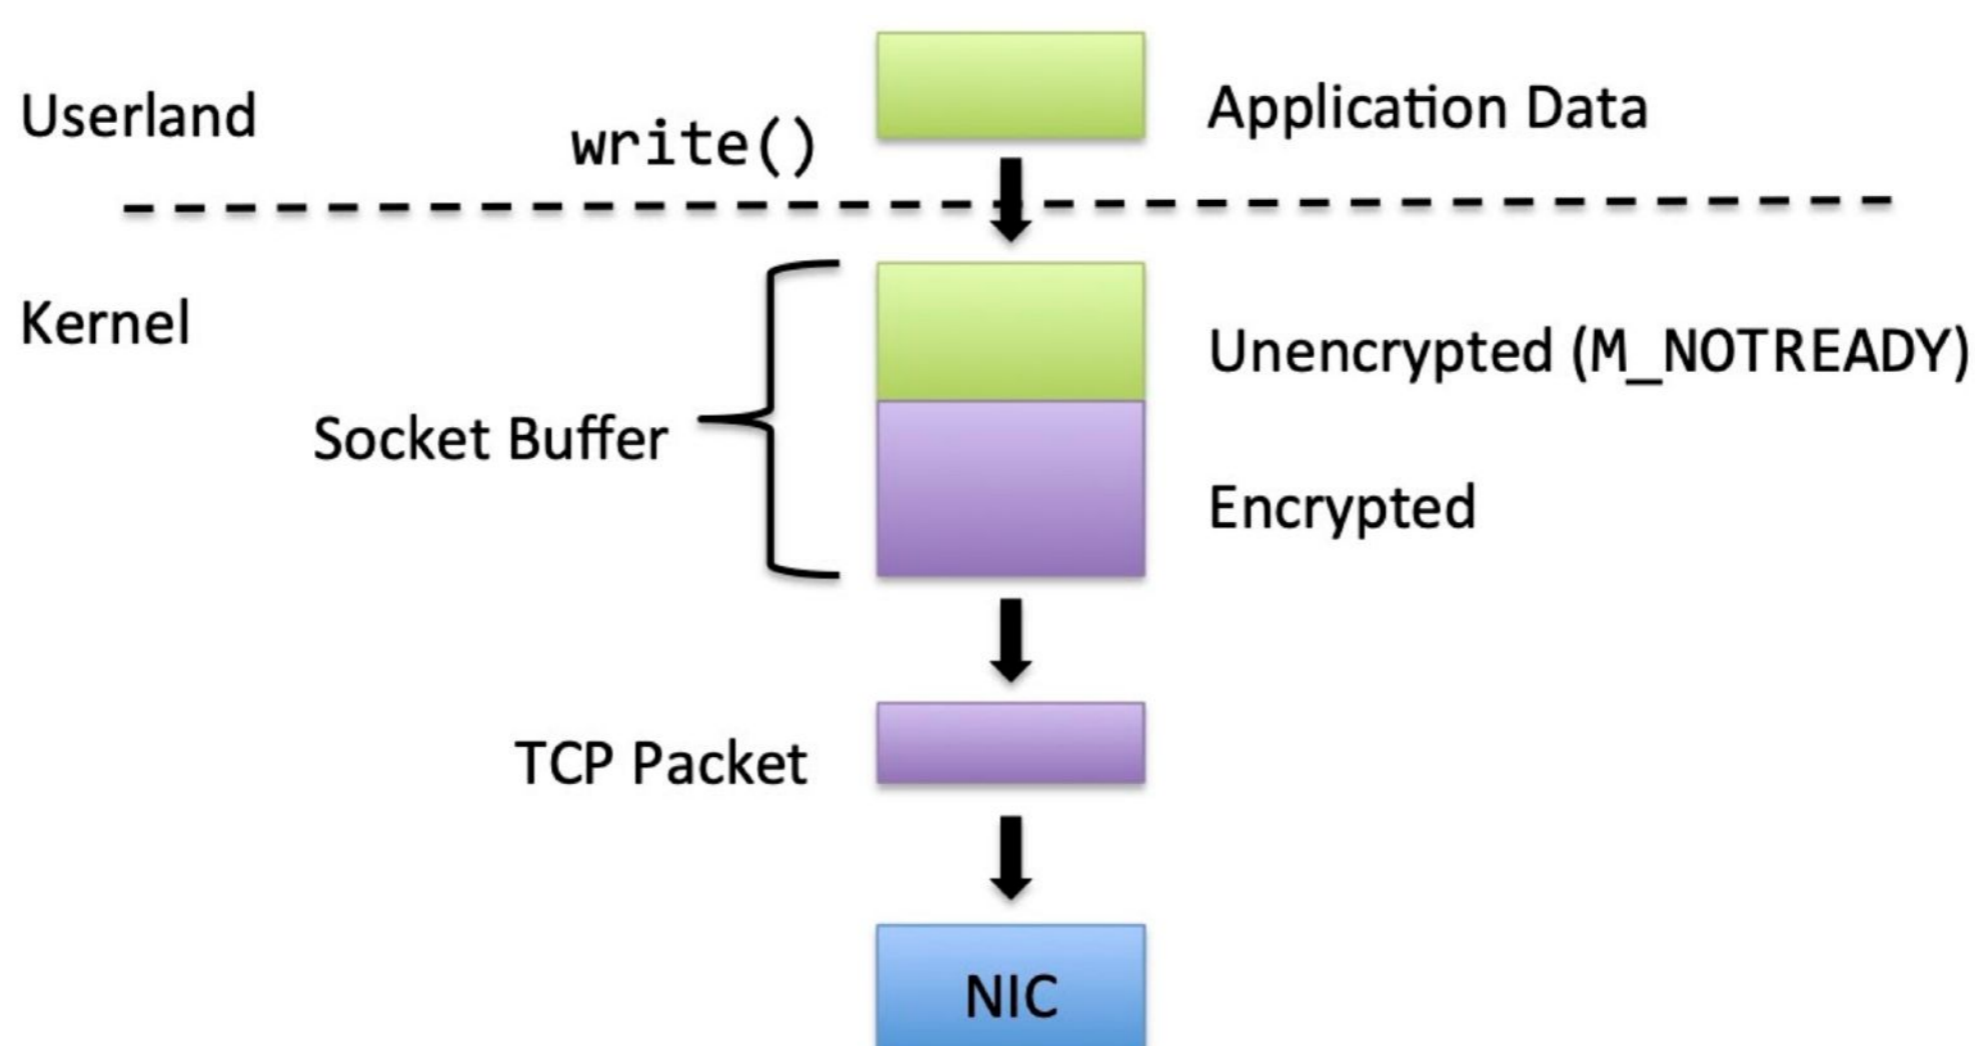 Userland
write()
Application Data
Kernel
Unencrypted (M_NOTREADY)
Socket Buffer
Encrypted
TCP Packet
NIC